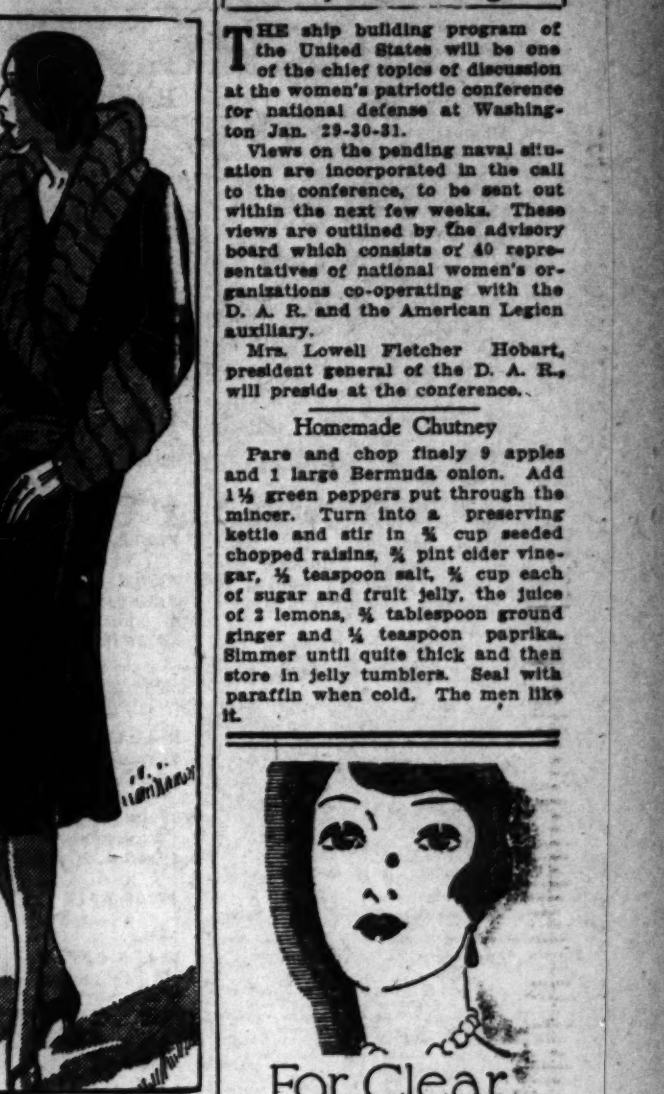 THE ship building program of
the United States will be one
of the chief topics of discussion
at the women's patriotic conference
for national defense at Washing-
ton Jan. 29-30-31.
Views on the pending naval situ-
ation are incorporated in the call
to the conference, to be sent out
within the next few weeks. These
views are outlined by the advisory
board which consists of 40 repre-
sentatives of national women's or-
ganizations co-operating with the
D. A. R. and the American Legion
auxiliary.
Mrs. Lowell Fletcher Hobart,
president general of the D. A. R.,
will preside at the conference.
Homemade Chutney
Pare and chop finely 9 apples
and 1 large Bermuda onion. Add
1½ green peppers put through the
mincer. Turn into a preserving
kettle and stir in ¾ cup seeded
chopped raisins, ¾ pint cider vine-
gar, ½ teaspoon salt, ¾ cup each
of sugar and fruit jelly, the juice
of 2 lemons, ¾ tablespoon ground
ginger and ¼ teaspoon paprika.
Simmer until quite thick and then
store in jelly tumblers. Seal with
paraffin when cold. The men like
it.
For Clear